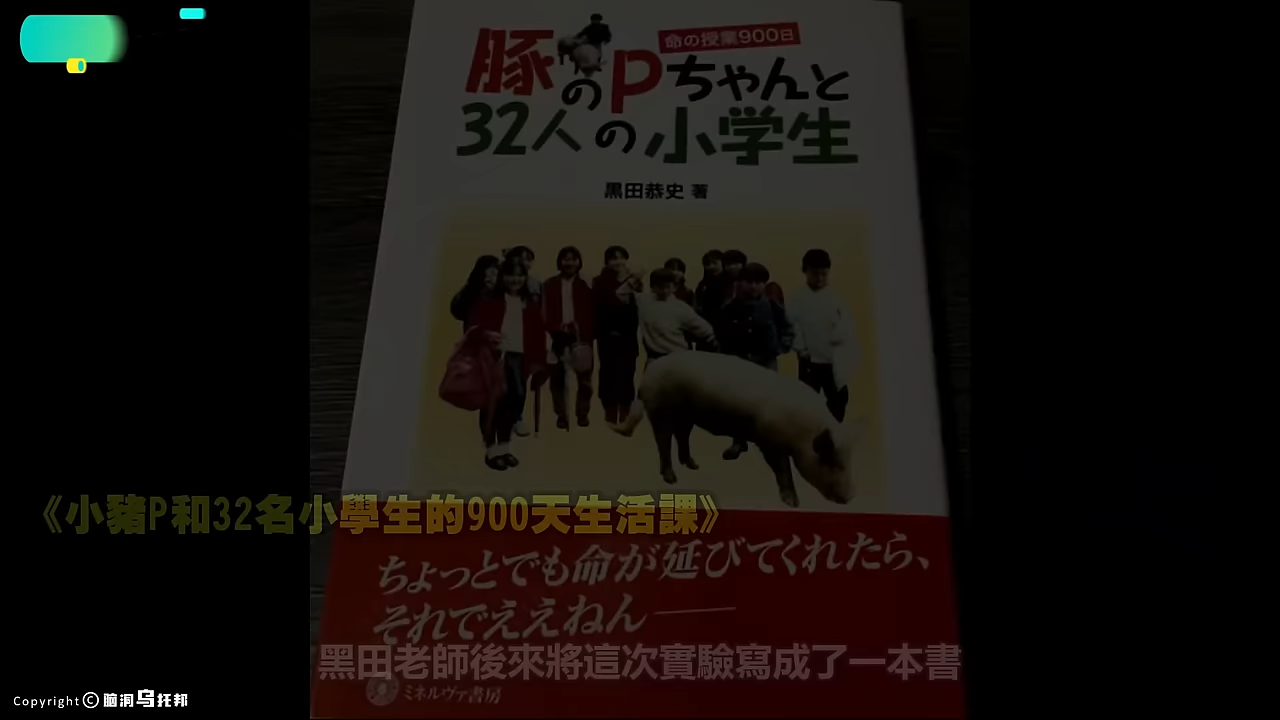 命の授業900日
豚のPちゃんと
32人の小学生
黒田恭史 著
《小豬P和32名小學生的900天生活課》
ちょっとでも命が延びてくれたら、
それでええねん——
黑田老師後來將這次實驗寫成了一本書
ミネルヴァ書房
Copyright © 脑洞乌托邦